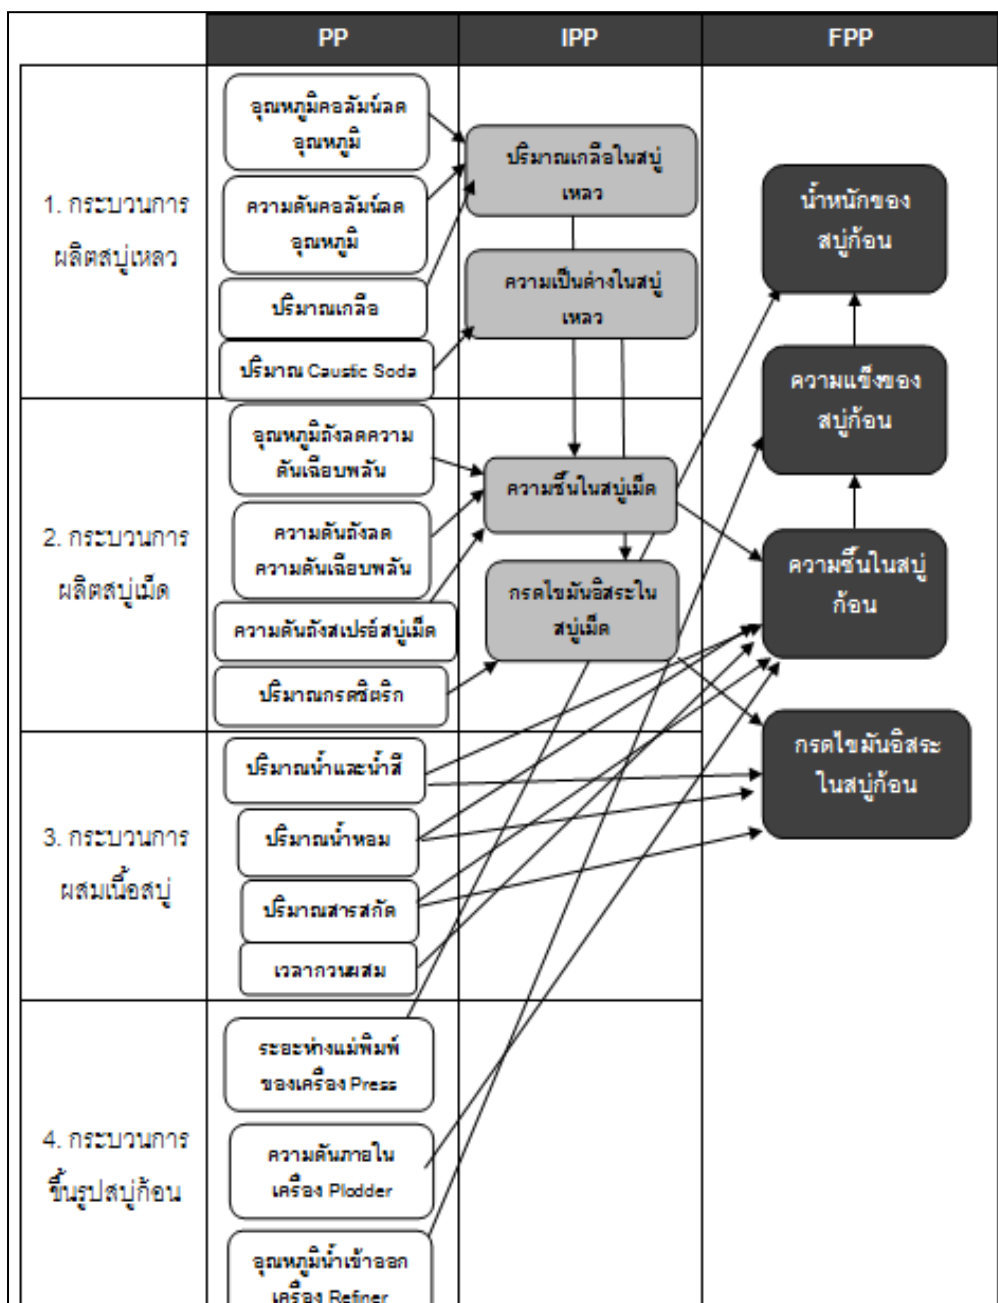 PP
IPP
FPP
1. กระบวนการ
ผลิตสบู่เหลว
อุณหภูมิคอลัมน์ลด
อุณหภูมิ
ความดันคอลัมน์ลด
อุณหภูมิ
ปริมาณเกลือ
ปริมาณ Caustic Soda
ปริมาณเกลือในสบู่
เหลว
ความเป็นด่างในสบู่
เหลว
น้ำหนักของ
สบู่ก้อน
ความแข็งของ
สบู่ก้อน
2. กระบวนการ
ผลิตสบู่เม็ด
อุณหภูมิถังลดความ
ดันเฉียบพลัน
ความดันถังลด
ความดันเฉียบพลัน
ความดันถังสเปรย์สบู่เม็ด
ปริมาณกรดซิตริก
ความชื้นในสบู่เม็ด
กรดไขมันอิสระใน
สบู่เม็ด
ความชื้นในสบู่
ก้อน
กรดไขมันอิสระ
ในสบู่ก้อน
3. กระบวนการ
ผสมเนื้อสบู่
ปริมาณน้ำและน้ำสี
ปริมาณน้ำหอม
ปริมาณสารสกัด
เวลากวนผสม
4. กระบวนการ
ขึ้นรูปสบู่ก้อน
ระยะห่างแม่พิมพ์
ของเครื่อง Press
ความดันภายใน
เครื่อง Plodder
อุณหภูมิน้ำเข้าออก
เครื่อง Refiner